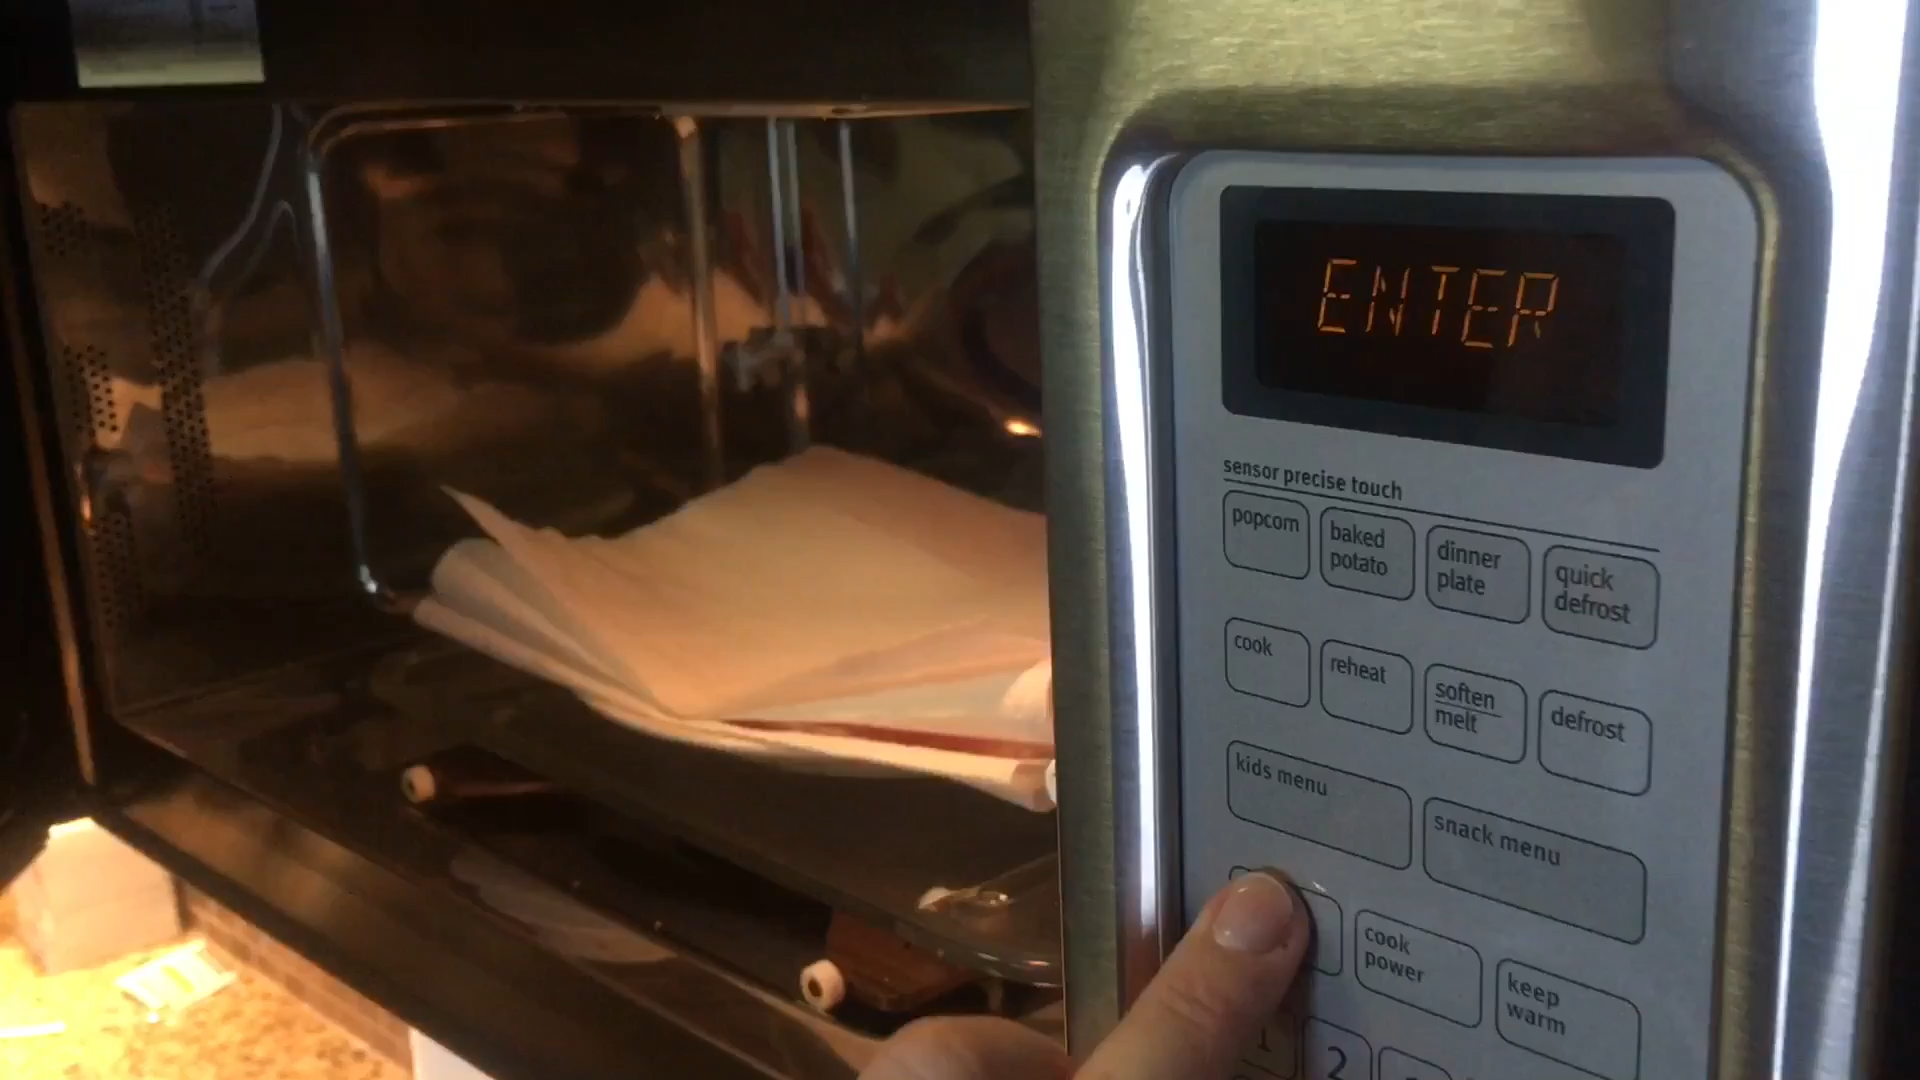 ENTER
sensor precise touch
popcorn
baked
potato
dinner
plate
quick
defrost
cook
reheat
soften
melt
defrost
kids menu
snack menu
cook
power
keep
warm
1
2